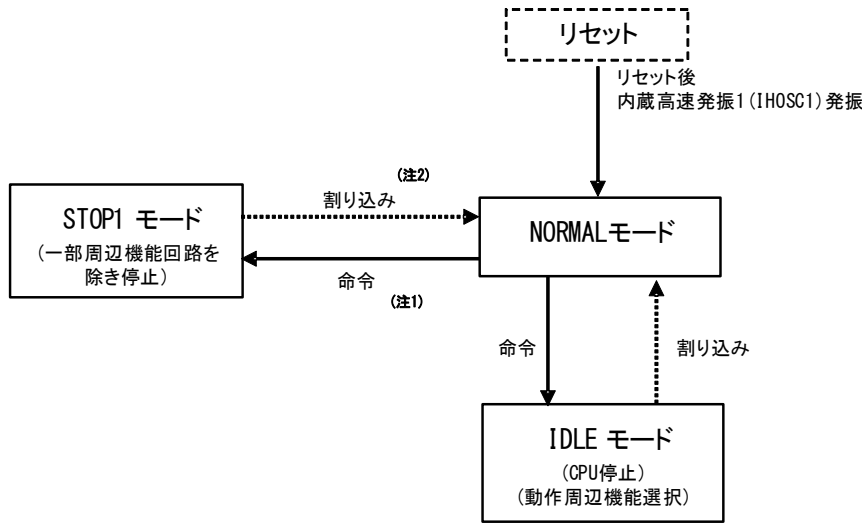 リセット
リセット後
内蔵高速発振1(IHOSC1)発振
(注2)
割り込み
STOP1 モード
(一部周辺機能回路を
除き停止)
NORMALモード
命令
(注1)
命令
割り込み
IDLE モード
(CPU停止)
(動作周辺機能選択)